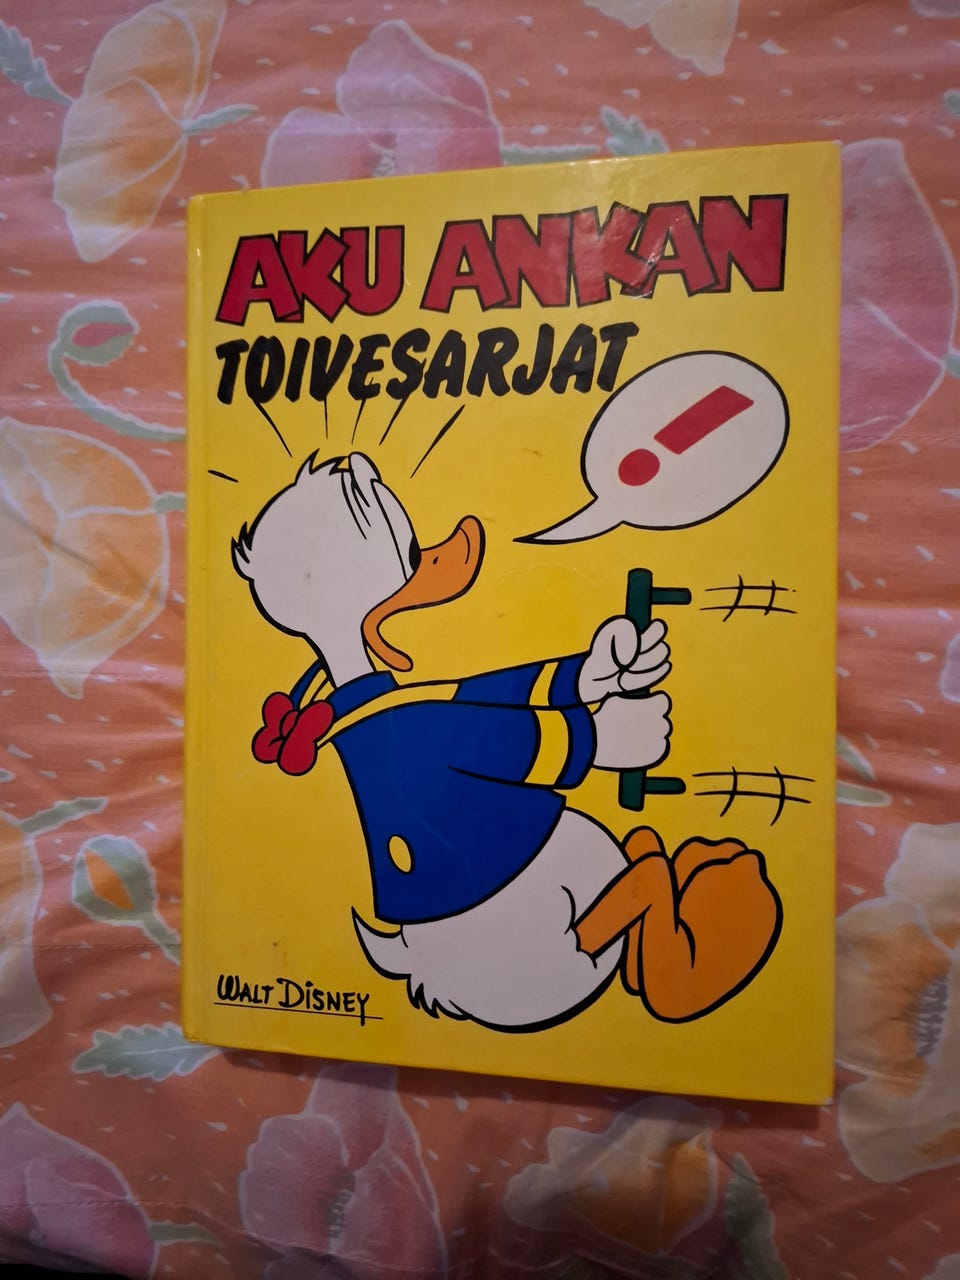 AKU ANKAN
TOIVESARJAT
!
WALT DISNEY